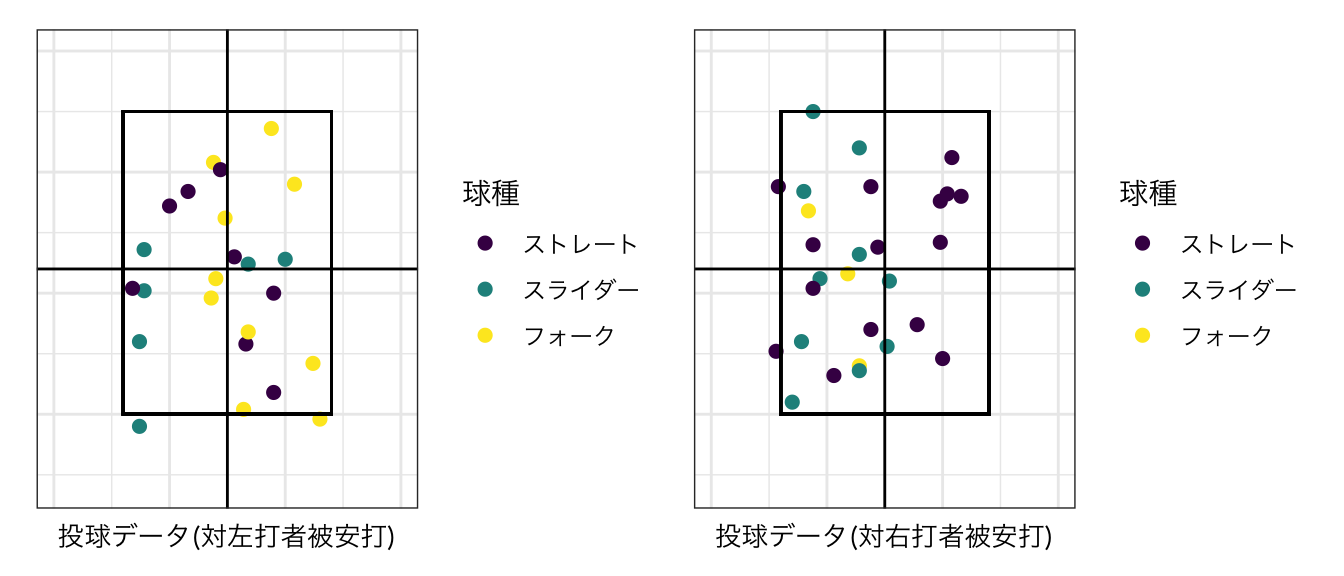 球種
ストレート
スライダー
フォーク
投球データ(対左打者被安打)
球種
ストレート
スライダー
フォーク
投球データ(対右打者被安打)